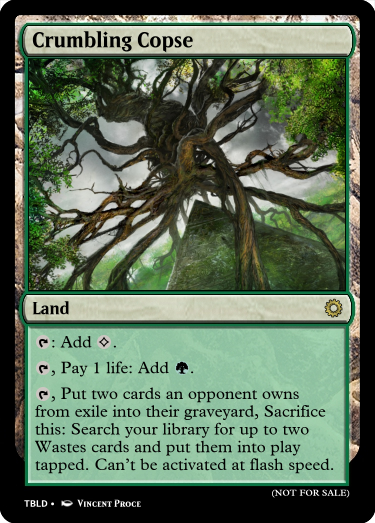 Crumbling Copse
Land
: Add .
, Pay 1 life: Add .
, Put two cards an opponent owns
from exile into their graveyard, Sacrifice
this: Search your library for up to two
Wastes cards and put them into play
tapped. Can’t be activated at flash speed.
(NOT FOR SALE)
TBLD • Vincent Proce